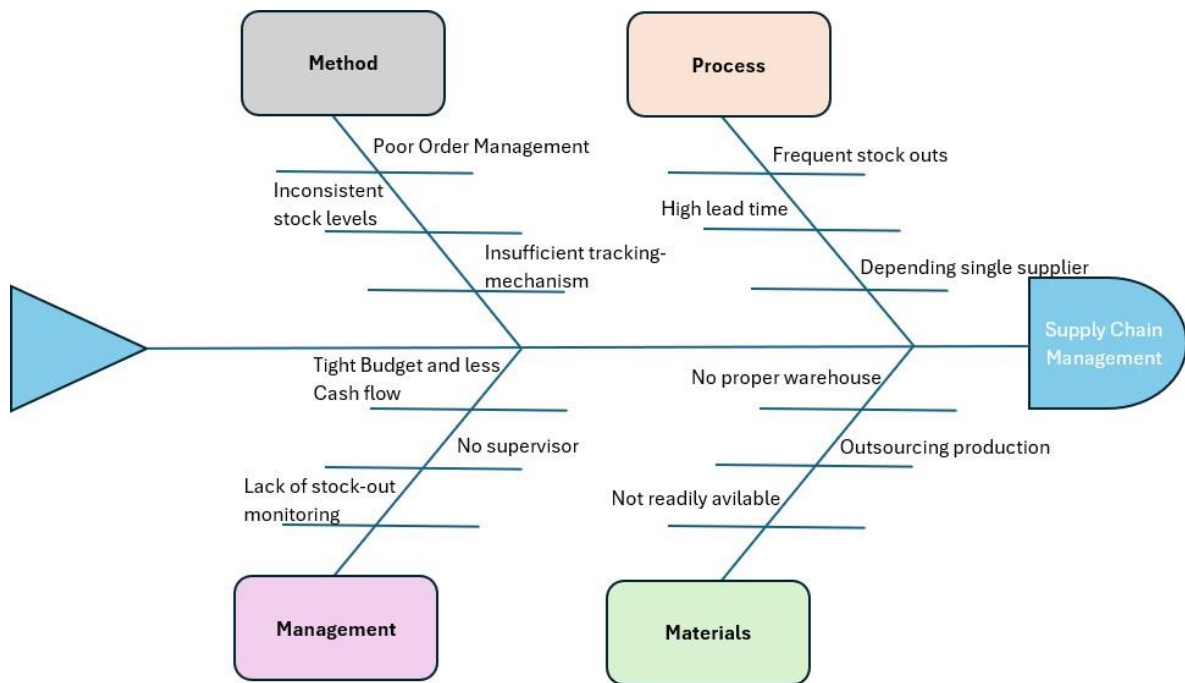 Method
Process
Poor Order Management
Inconsistent
stock levels
Insufficient tracking-
mechanism
Frequent stock outs
High lead time
Depending single supplier
Supply Chain
Management
Tight Budget and less
Cash flow
No supervisor
Lack of stock-out
monitoring
No proper warehouse
Outsourcing production
Not readily avilable
Management
Materials